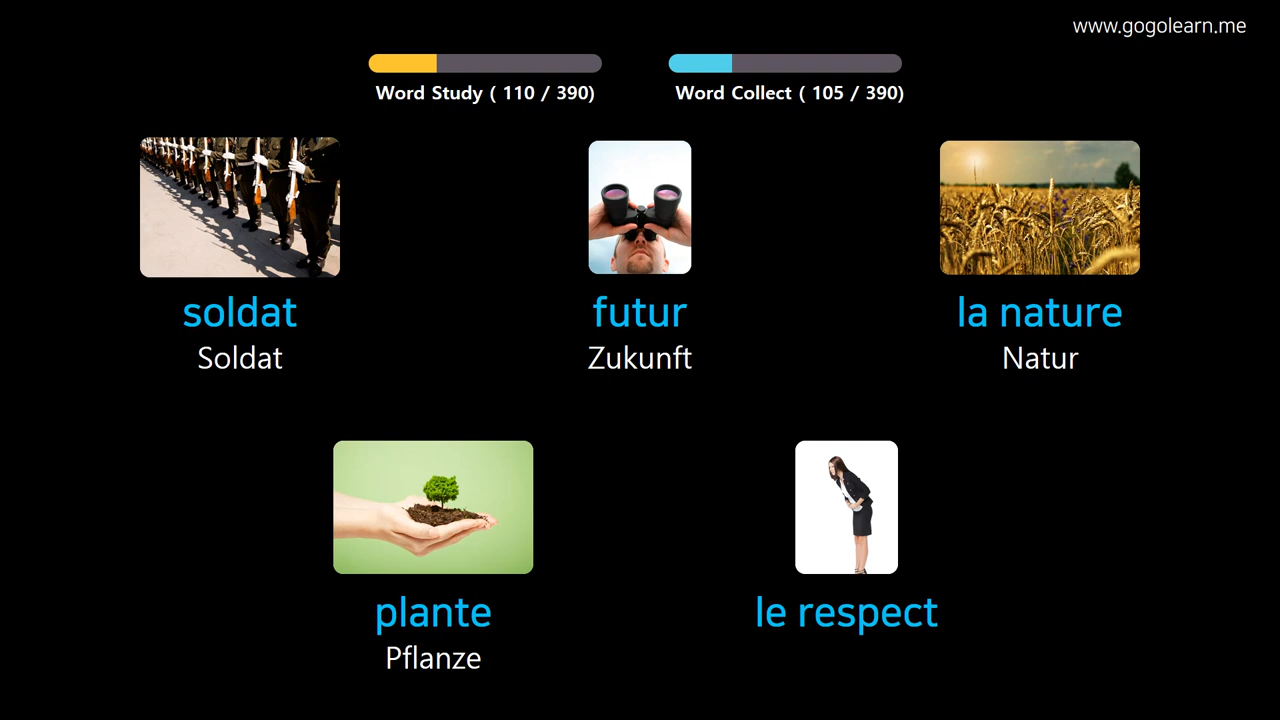 www.gogolearn.me
Word Study ( 110 / 390)
Word Collect ( 105 / 390)
soldat
Soldat
futur
Zukunft
la nature
Natur
plante
Pflanze
le respect